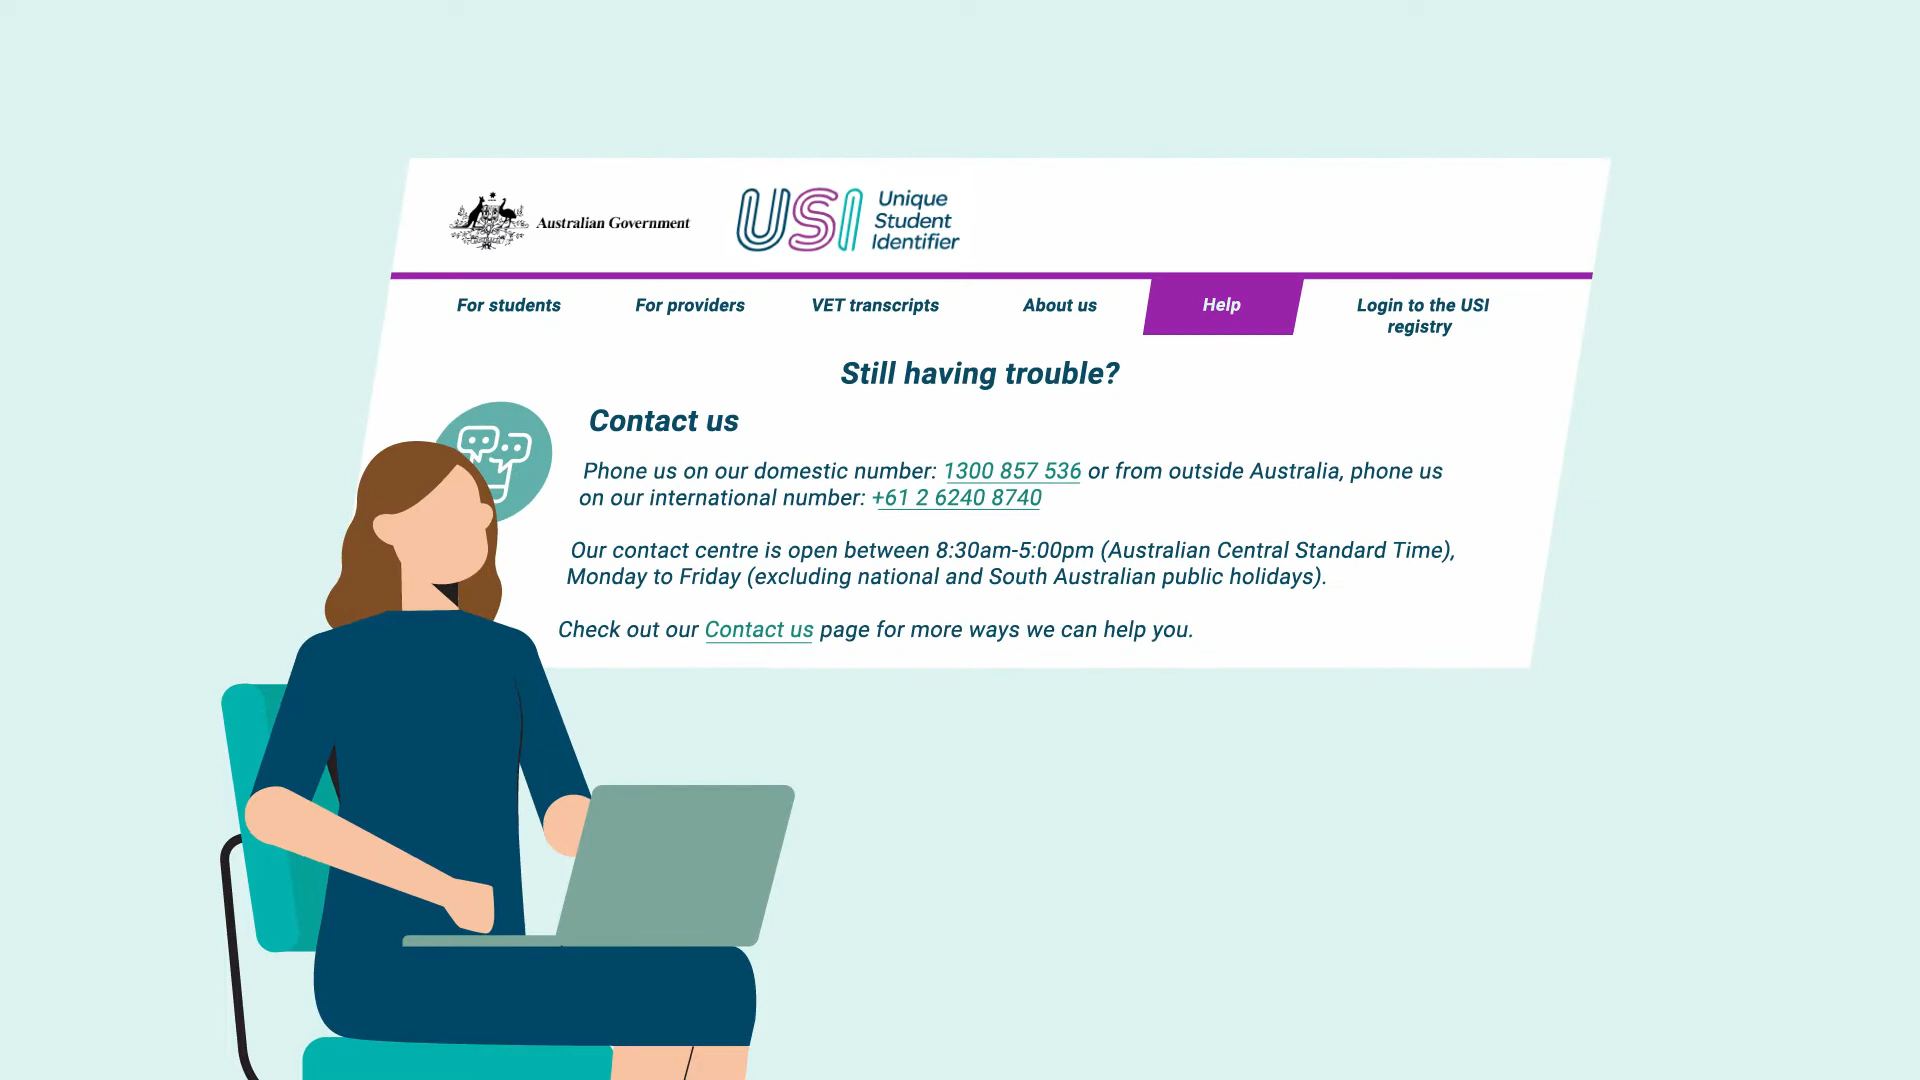 Australian Government
USI Unique
Student
Identifier
For students
For providers
VET transcripts
About us
Help
Login to the USI
registry
Still having trouble?
Contact us
Phone us on our domestic number: 1300 857 536 or from outside Australia, phone us
on our international number: +61 2 6240 8740
Our contact centre is open between 8:30am-5:00pm (Australian Central Standard Time),
Monday to Friday (excluding national and South Australian public holidays).
Check out our Contact us page for more ways we can help you.